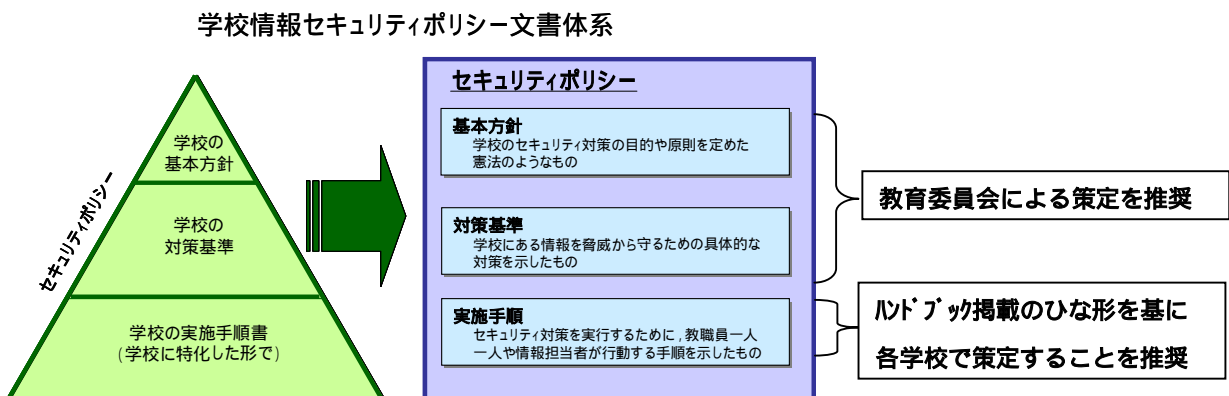 学校情報セキュリティポリシー文書体系
セキュリティポリシー
学校の
基本方針
学校の
対策基準
学校の実施手順書
(学校に特化した形で)
セキュリティポリシー
基本方針
学校のセキュリティ対策の目的や原則を定めた
憲法のようなもの
対策基準
学校にある情報を脅威から守るための具体的な
対策を示したもの
実施手順
セキュリティ対策を実行するために,教職員一人
一人や情報担当者が行動する手順を示したもの
教育委員会による策定を推奨
ﾊﾝﾄﾞﾌﾞｯｸ掲載のひな形を基に
各学校で策定することを推奨